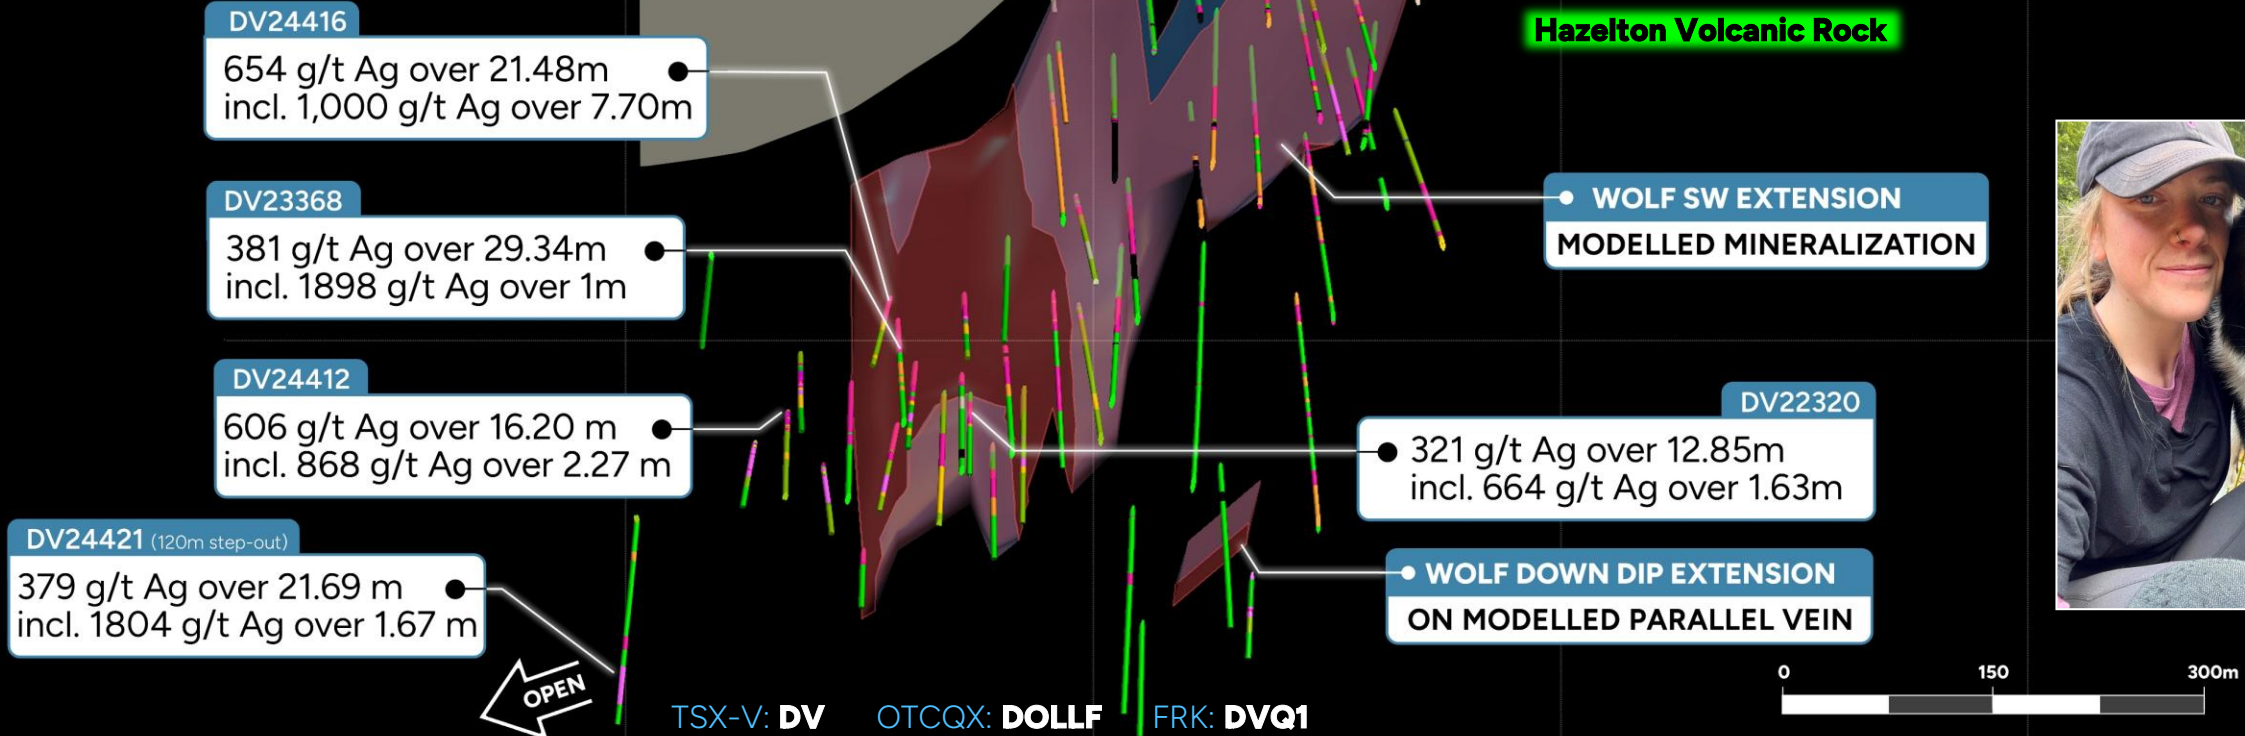 DV24416
654 g/t Ag over 21.48m
incl. 1,000 g/t Ag over 7.70m
Hazelton Volcanic Rock
DV23368
381 g/t Ag over 29.34m
incl. 1898 g/t Ag over 1m
WOLF SW EXTENSION
MODELLED MINERALIZATION
DV24412
606 g/t Ag over 16.20 m
incl. 868 g/t Ag over 2.27 m
DV22320
321 g/t Ag over 12.85m
incl. 664 g/t Ag over 1.63m
DV24421 (120m step-out)
379 g/t Ag over 21.69 m
incl. 1804 g/t Ag over 1.67 m
WOLF DOWN DIP EXTENSION
ON MODELLED PARALLEL VEIN
OPEN
0 150 300m
TSX-V: DV OTCQX: DOLLF FRK: DVQ1